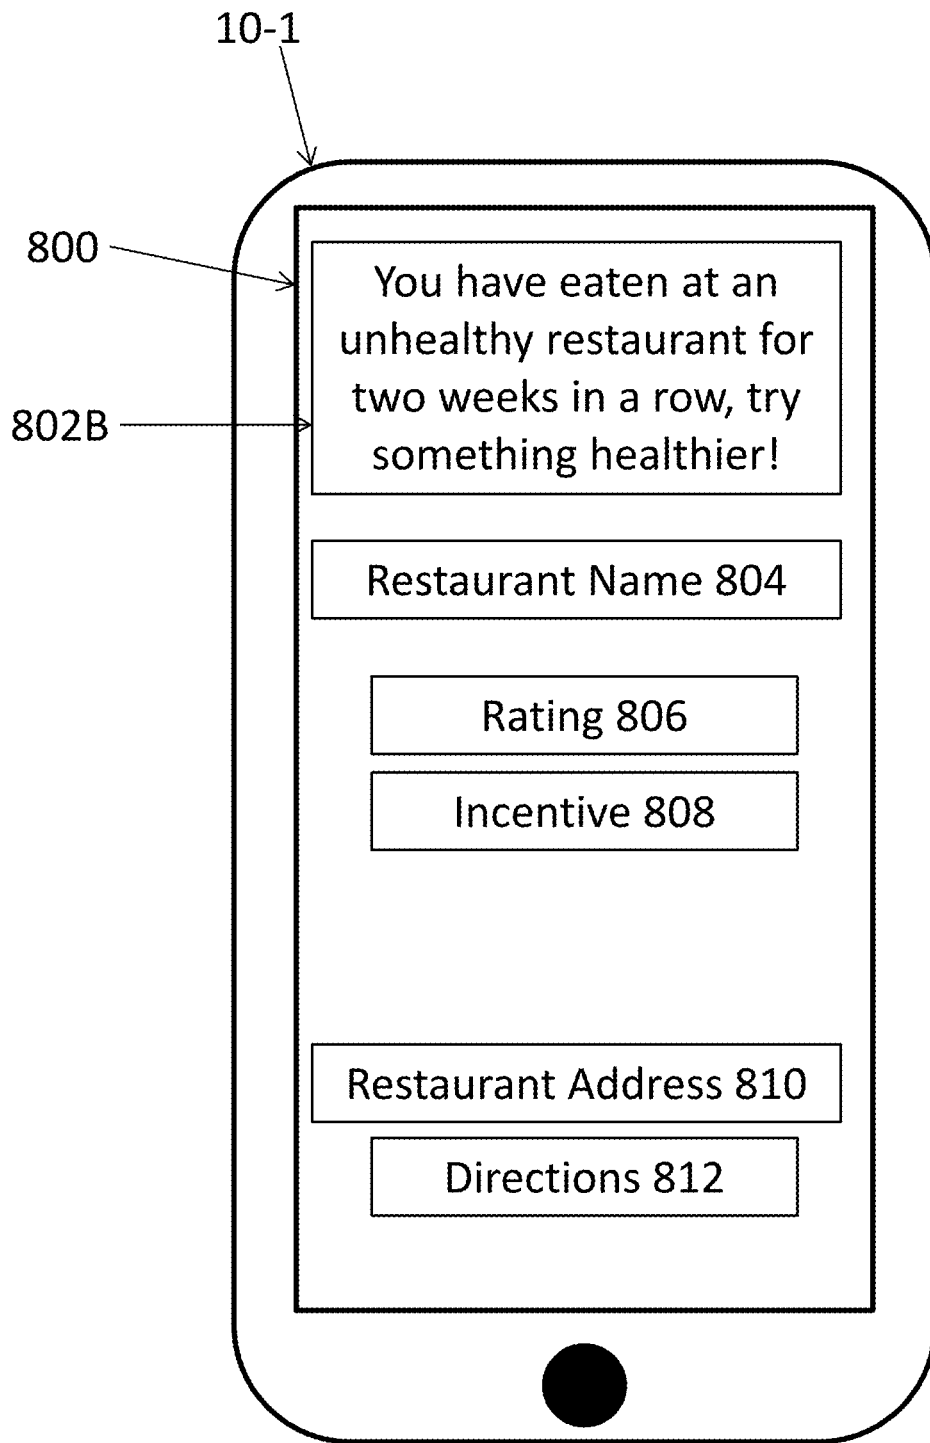 10-1
800
You have eaten at an
unhealthy restaurant for
two weeks in a row, try
something healthier!
802B
Restaurant Name 804
Rating 806
Incentive 808
Restaurant Address 810
Directions 812